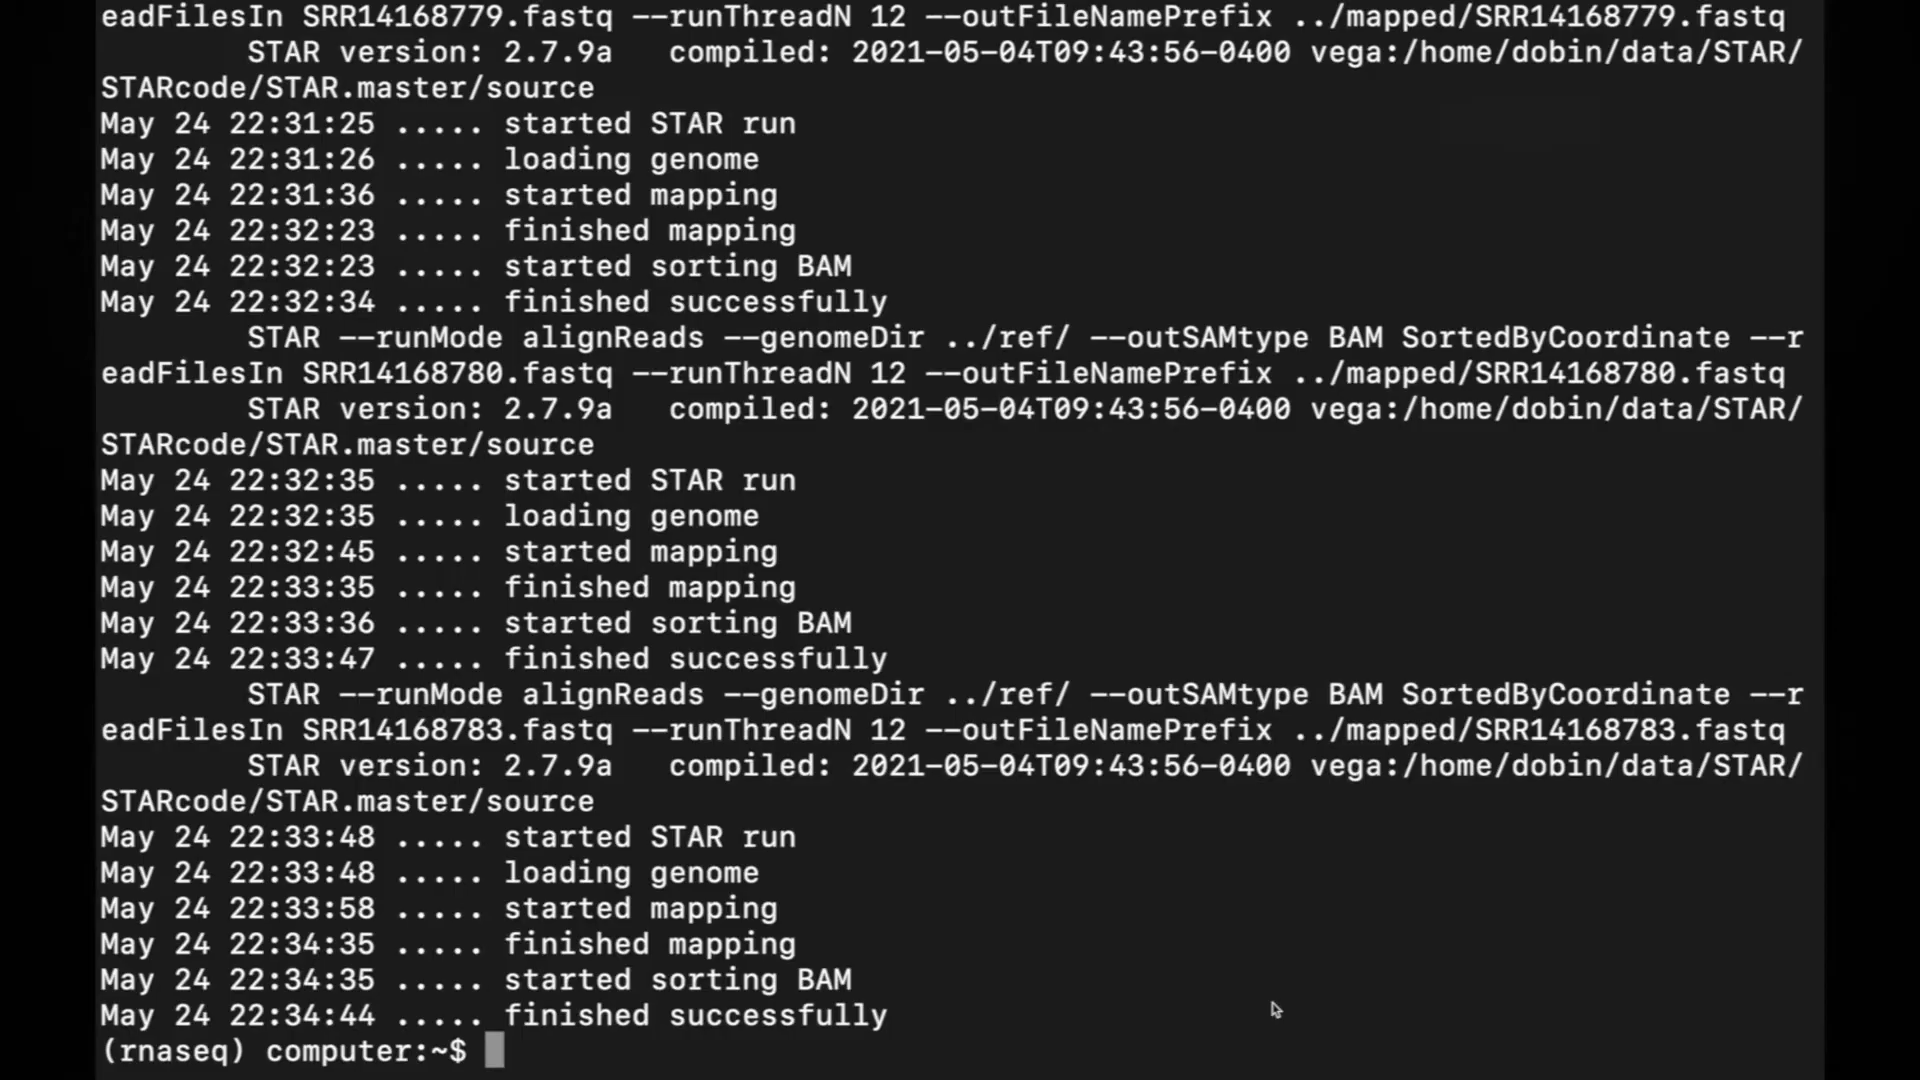 eadFilesIn SRR14168779.fastq --runThreadN 12 --outFileNamePrefix ../mapped/SRR14168779.fastq
STAR version: 2.7.9a   compiled: 2021-05-04T09:43:56-0400 vega:/home/dobin/data/STAR/
STARcode/STAR.master/source
May 24 22:31:25 ..... started STAR run
May 24 22:31:26 ..... loading genome
May 24 22:31:36 ..... started mapping
May 24 22:32:23 ..... finished mapping
May 24 22:32:23 ..... started sorting BAM
May 24 22:32:34 ..... finished successfully
STAR --runMode alignReads --genomeDir ../ref/ --outSAMtype BAM SortedByCoordinate --r
eadFilesIn SRR14168780.fastq --runThreadN 12 --outFileNamePrefix ../mapped/SRR14168780.fastq
STAR version: 2.7.9a   compiled: 2021-05-04T09:43:56-0400 vega:/home/dobin/data/STAR/
STARcode/STAR.master/source
May 24 22:32:35 ..... started STAR run
May 24 22:32:35 ..... loading genome
May 24 22:32:45 ..... started mapping
May 24 22:33:35 ..... finished mapping
May 24 22:33:36 ..... started sorting BAM
May 24 22:33:47 ..... finished successfully
STAR --runMode alignReads --genomeDir ../ref/ --outSAMtype BAM SortedByCoordinate --r
eadFilesIn SRR14168783.fastq --runThreadN 12 --outFileNamePrefix ../mapped/SRR14168783.fastq
STAR version: 2.7.9a   compiled: 2021-05-04T09:43:56-0400 vega:/home/dobin/data/STAR/
STARcode/STAR.master/source
May 24 22:33:48 ..... started STAR run
May 24 22:33:48 ..... loading genome
May 24 22:33:58 ..... started mapping
May 24 22:34:35 ..... finished mapping
May 24 22:34:35 ..... started sorting BAM
May 24 22:34:44 ..... finished successfully
(rnaseq) computer:~$